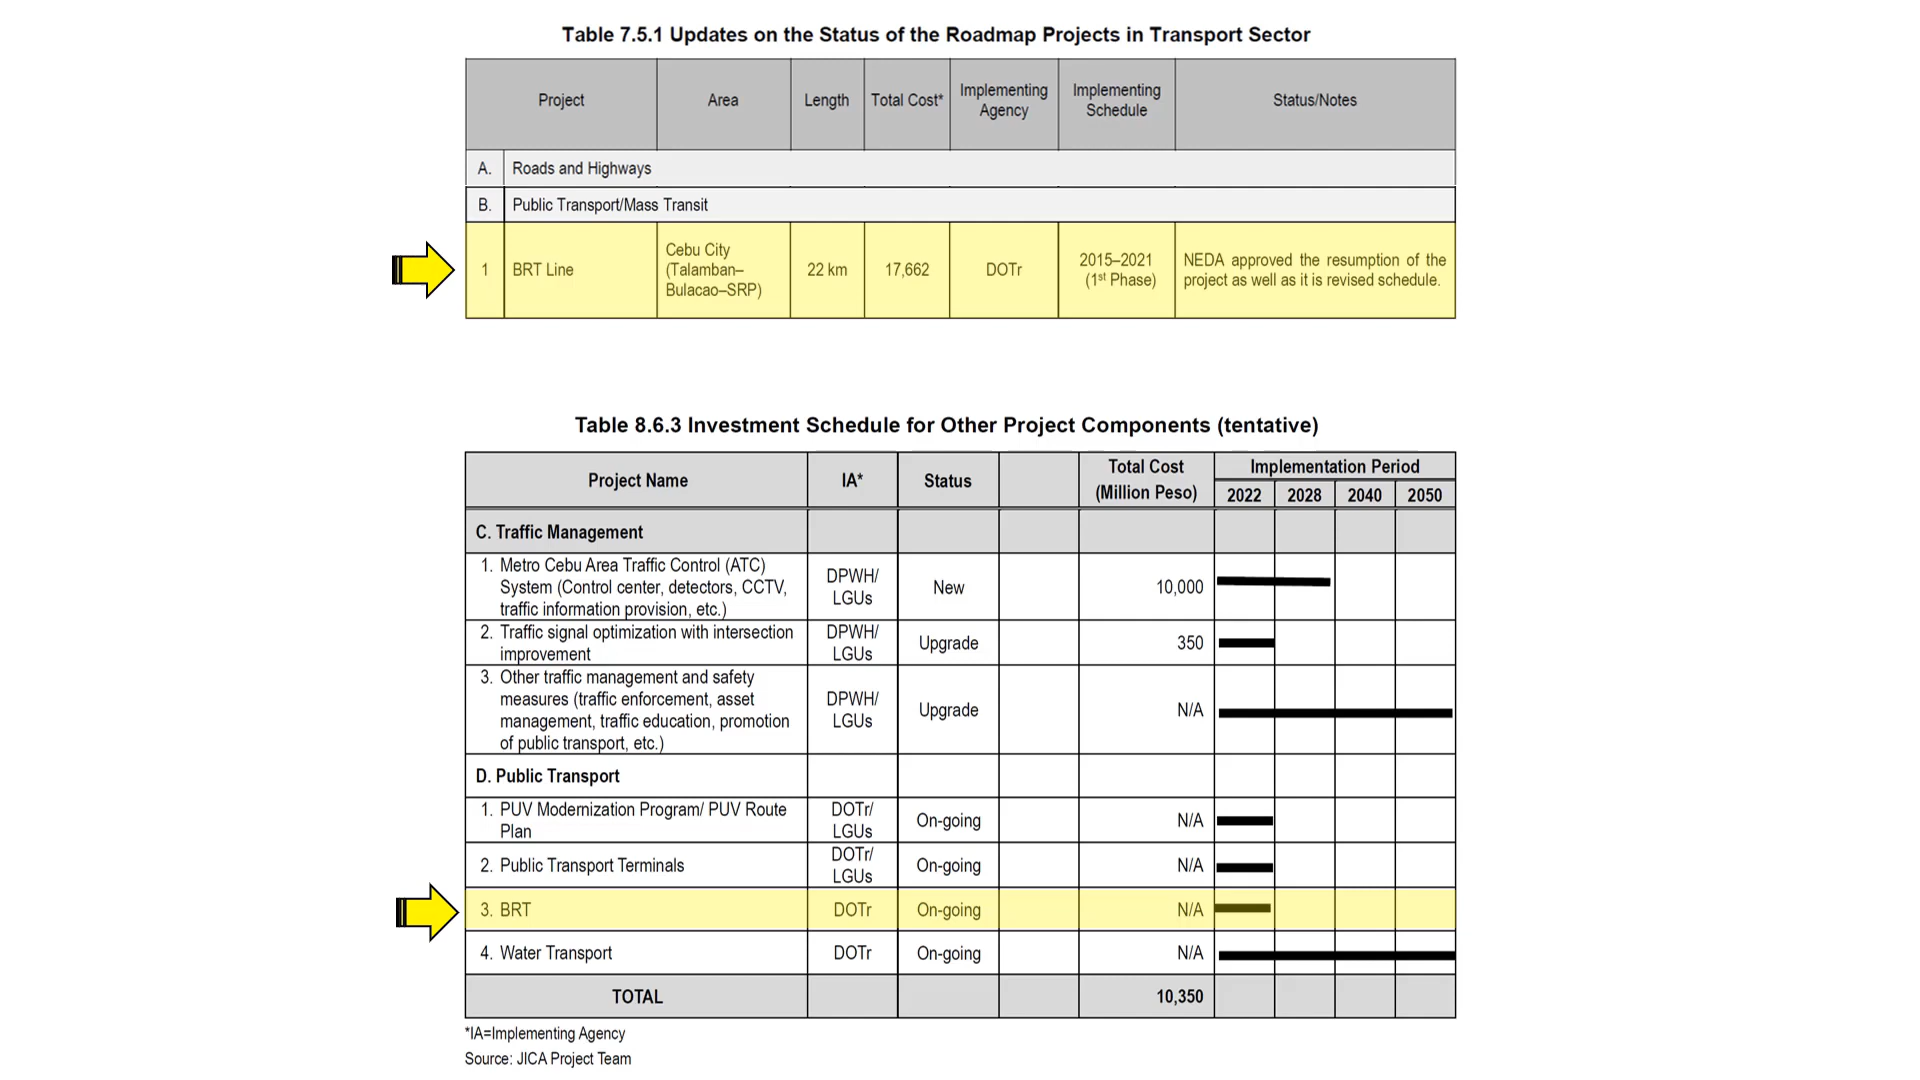 Table 7.5.1 Updates on the Status of the Roadmap Projects in Transport Sector
Project Area Length Total Cost* Implementing Agency Implementing Schedule Status/Notes
A. Roads and Highways
B. Public Transport/Mass Transit
1 BRT Line Cebu City (Talamban–Bulacao–SRP) 22 km 17,662 DOTr 2015–2021 (1st Phase) NEDA approved the resumption of the project as well as it is revised schedule.
Table 8.6.3 Investment Schedule for Other Project Components (tentative)
Project Name IA* Status Total Cost (Million Peso) Implementation Period
2022 2028 2040 2050
C. Traffic Management
1. Metro Cebu Area Traffic Control (ATC) System (Control center, detectors, CCTV, traffic information provision, etc.) DPWH/ LGUs New 10,000
2. Traffic signal optimization with intersection improvement DPWH/ LGUs Upgrade 350
3. Other traffic management and safety measures (traffic enforcement, asset management, traffic education, promotion of public transport, etc.) DPWH/ LGUs Upgrade N/A
D. Public Transport
1. PUV Modernization Program/ PUV Route Plan DOTr/ LGUs On-going N/A
2. Public Transport Terminals DOTr/ LGUs On-going N/A
3. BRT DOTr On-going N/A
4. Water Transport DOTr On-going N/A
TOTAL 10,350
*IA=Implementing Agency
Source: JICA Project Team